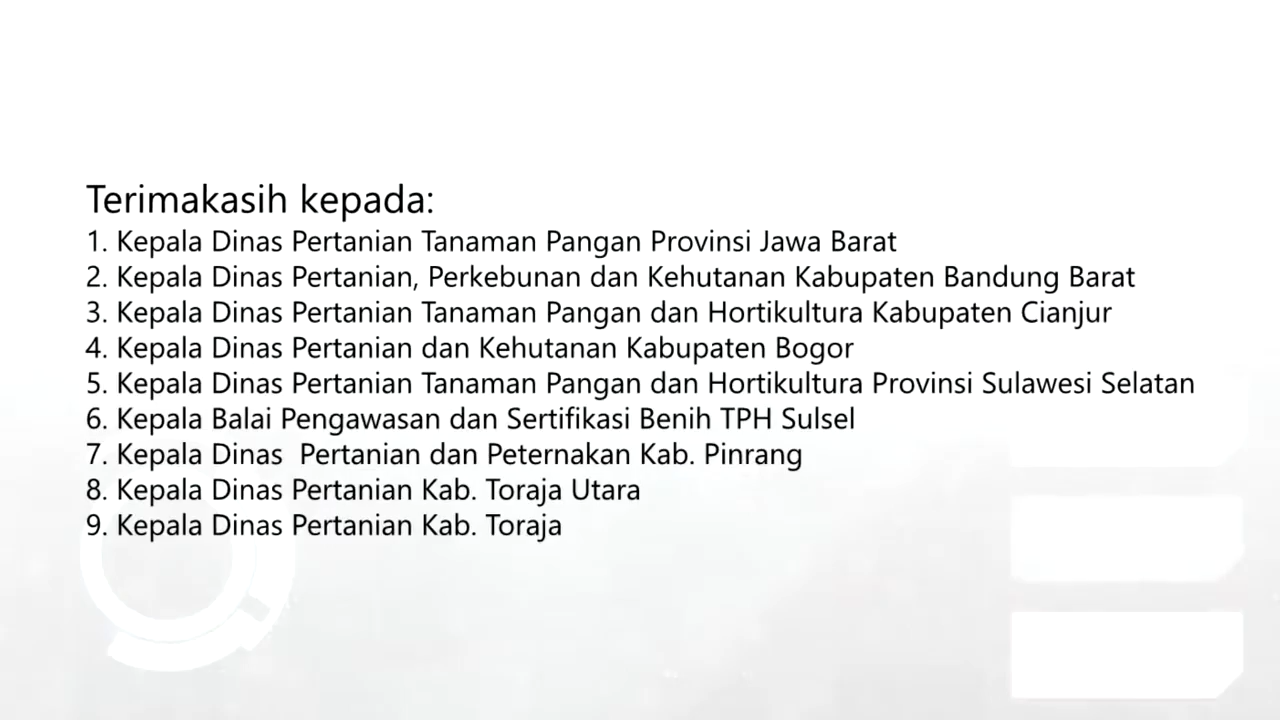 Terimakasih kepada:
1. Kepala Dinas Pertanian Tanaman Pangan Provinsi Jawa Barat
2. Kepala Dinas Pertanian, Perkebunan dan Kehutanan Kabupaten Bandung Barat
3. Kepala Dinas Pertanian Tanaman Pangan dan Hortikultura Kabupaten Cianjur
4. Kepala Dinas Pertanian dan Kehutanan Kabupaten Bogor
5. Kepala Dinas Pertanian Tanaman Pangan dan Hortikultura Provinsi Sulawesi Selatan
6. Kepala Balai Pengawasan dan Sertifikasi Benih TPH Sulsel
7. Kepala Dinas  Pertanian dan Peternakan Kab. Pinrang
8. Kepala Dinas Pertanian Kab. Toraja Utara
9. Kepala Dinas Pertanian Kab. Toraja